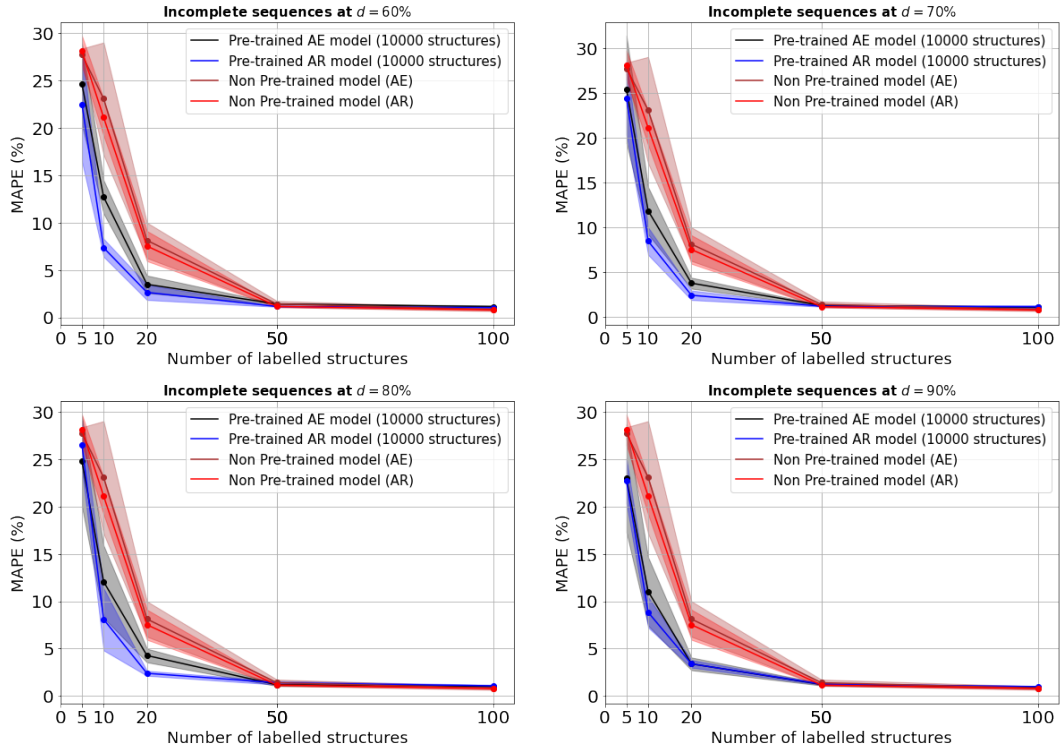 Incomplete sequences at d = 60%
Pre-trained AE model (10000 structures)
Pre-trained AR model (10000 structures)
Non Pre-trained model (AE)
Non Pre-trained model (AR)
MAPE (%)
30
25
20
15
10
5
0
0 5 10 20 50 100
Number of labelled structures
Incomplete sequences at d = 70%
Pre-trained AE model (10000 structures)
Pre-trained AR model (10000 structures)
Non Pre-trained model (AE)
Non Pre-trained model (AR)
MAPE (%)
30
25
20
15
10
5
0
0 5 10 20 50 100
Number of labelled structures
Incomplete sequences at d = 80%
Pre-trained AE model (10000 structures)
Pre-trained AR model (10000 structures)
Non Pre-trained model (AE)
Non Pre-trained model (AR)
MAPE (%)
30
25
20
15
10
5
0
0 5 10 20 50 100
Number of labelled structures
Incomplete sequences at d = 90%
Pre-trained AE model (10000 structures)
Pre-trained AR model (10000 structures)
Non Pre-trained model (AE)
Non Pre-trained model (AR)
MAPE (%)
30
25
20
15
10
5
0
0 5 10 20 50 100
Number of labelled structures